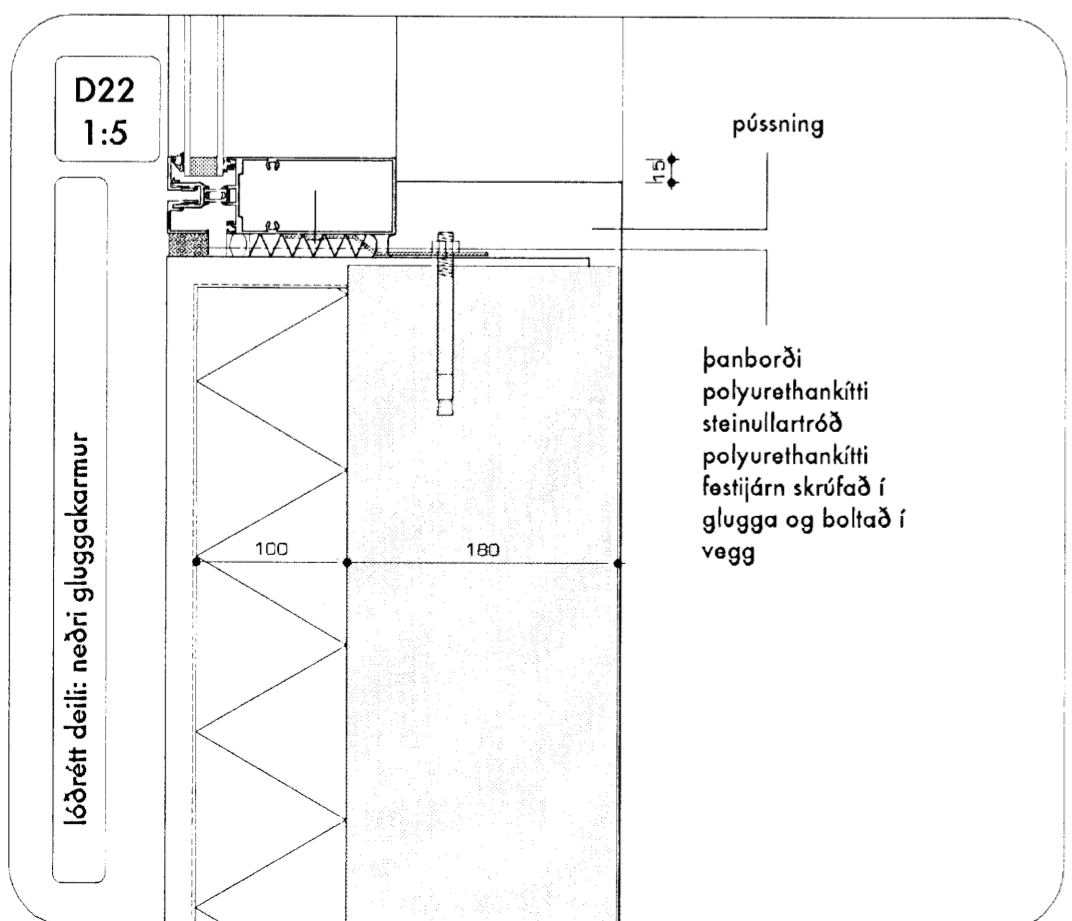 D22
1:5
lóðrétt deili: neðri gluggakarmur
pússning
15
þanborði
polyurethankítti
steinullartróð
polyurethankítti
festijárn skrúfað í
glugga og boltað í
vegg
100
180